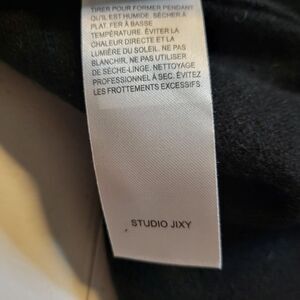 TIRER POUR FORMER PENDANT
QU'IL EST HUMIDE. SÉCHER À
PLAT. FER À BASSE
TEMPÉRATURE. ÉVITER LA
CHALEUR DIRECTE ET LA
LUMIÈRE DU SOLEIL. NE PAS
BLANCHIR, NE PAS UTILISER
DE SÈCHE-LINGE. NETTOYAGE
PROFESSIONNEL À SEC. ÉVITEZ
LES FROTTEMENTS EXCESSIFS.
STUDIO JIXY